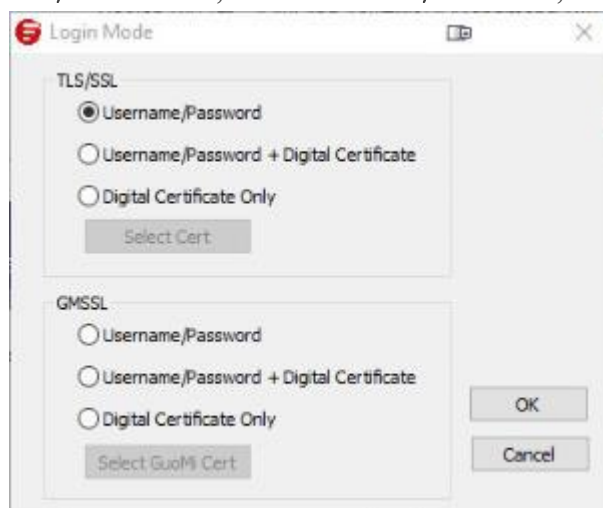 Login Mode
TLS/SSL
Username/Password
Username/Password + Digital Certificate
Digital Certificate Only
Select Cert
GMSSL
Username/Password
Username/Password + Digital Certificate
Digital Certificate Only
Select GuoMi Cert
OK
Cancel